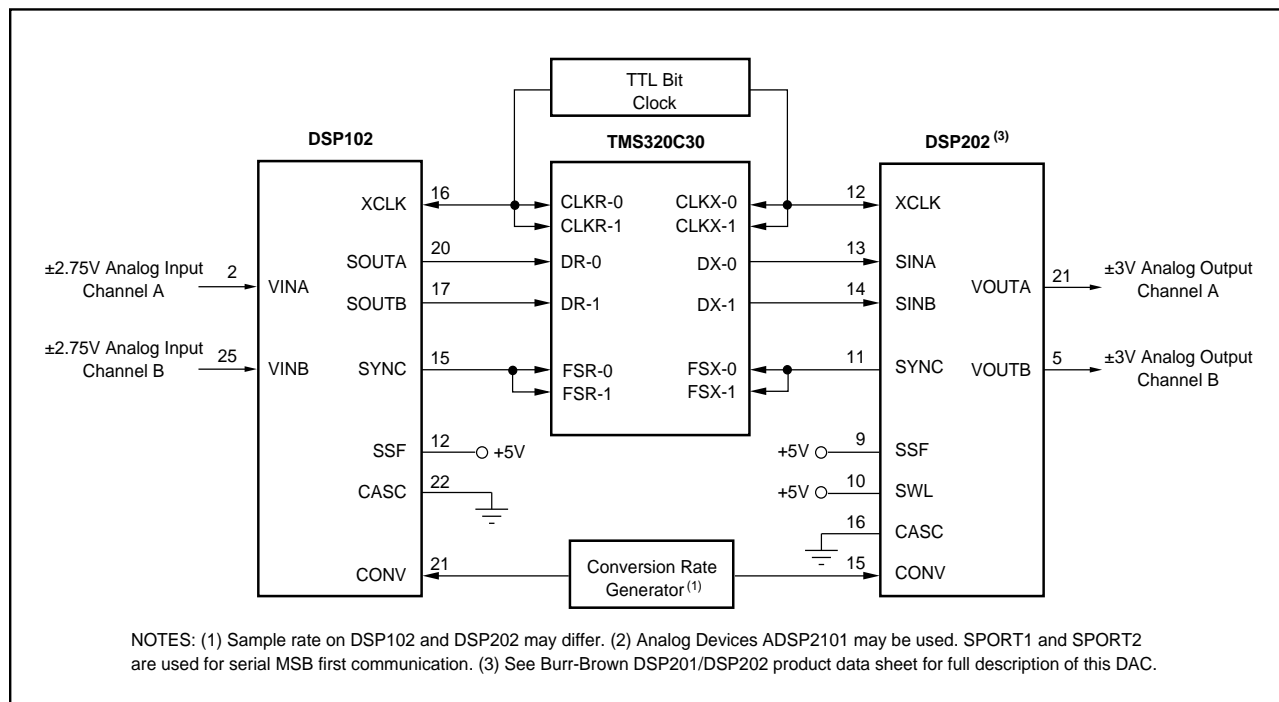 TTL Bit
Clock
DSP102
TMS320C30
DSP202 (3)
XCLK
16
CLKR-0
CLKR-1
CLKX-0
CLKX-1
12
XCLK
±2.75V Analog Input
Channel A
2
VINA
SOUTA
20
DR-0
DX-0
13
SINA
SOUTB
17
DR-1
DX-1
14
SINB
VOUTA
21
±3V Analog Output
Channel A
±2.75V Analog Input
Channel B
25
VINB
SYNC
15
FSR-0
FSR-1
FSX-0
FSX-1
11
SYNC
VOUTB
5
±3V Analog Output
Channel B
SSF
12
+5V
+5V
9
SSF
CASC
22
+5V
10
SWL
16
CASC
CONV
21
Conversion Rate
Generator (1)
15
CONV
NOTES: (1) Sample rate on DSP102 and DSP202 may differ. (2) Analog Devices ADSP2101 may be used. SPORT1 and SPORT2
are used for serial MSB first communication. (3) See Burr-Brown DSP201/DSP202 product data sheet for full description of this DAC.